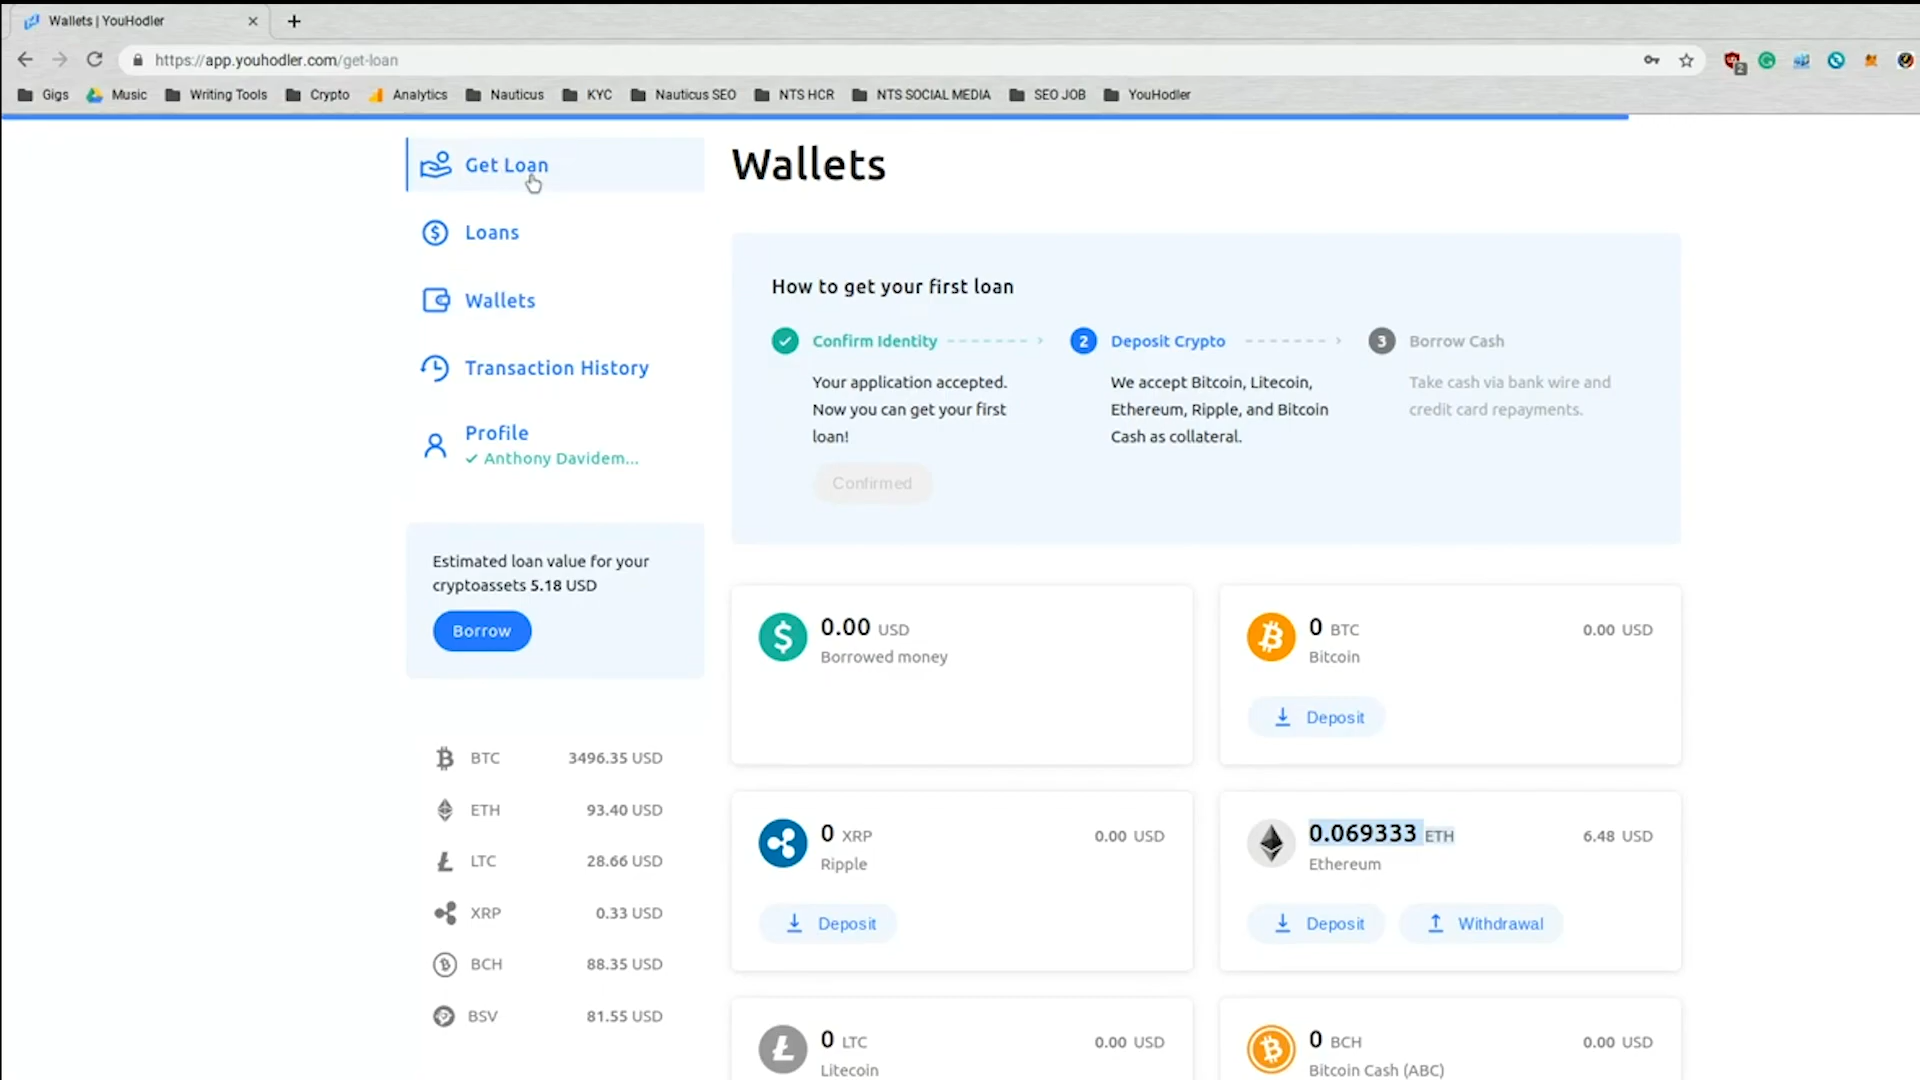 Wallets | YouHodler
https://app.youhodler.com/get-loan
Gigs Music Writing Tools Crypto Analytics Nauticus KYC Nauticus SEO NTS HCR NTS SOCIAL MEDIA SEO JOB YouHodler
Get Loan
Loans
Wallets
Transaction History
Profile
Anthony Davidem...
Estimated loan value for your
cryptoassets 5.18 USD
Borrow
BTC 3496.35 USD
ETH 93.40 USD
LTC 28.66 USD
XRP 0.33 USD
BCH 88.35 USD
BSV 81.55 USD
Wallets
How to get your first loan
Confirm Identity
Your application accepted.
Now you can get your first
loan!
Confirmed
2 Deposit Crypto
We accept Bitcoin, Litecoin,
Ethereum, Ripple, and Bitcoin
Cash as collateral.
3 Borrow Cash
Take cash via bank wire and
credit card repayments.
0.00 USD
Borrowed money
0 BTC 0.00 USD
Bitcoin
Deposit
0 XRP 0.00 USD
Ripple
Deposit
0.069333 ETH 6.48 USD
Ethereum
Deposit Withdrawal
0 LTC 0.00 USD
Litecoin
0 BCH 0.00 USD
Bitcoin Cash (ABC)